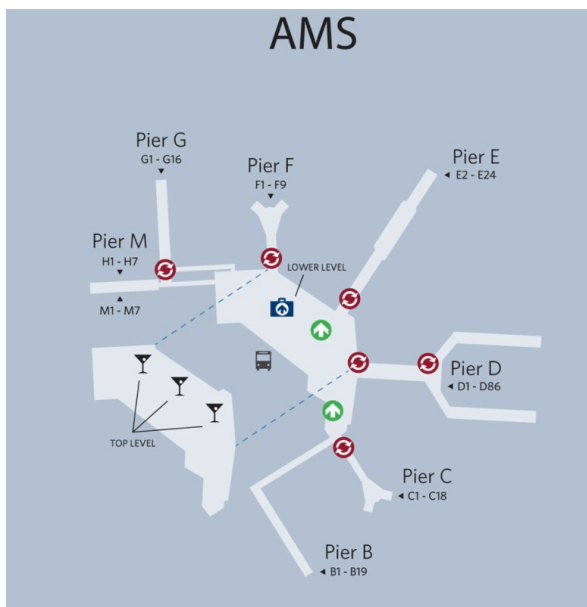 AMS
Pier G
G1 - G16
Pier F
F1 - F9
Pier E
E2 - E24
Pier M
H1 - H7
M1 - M7
LOWER LEVEL
Pier D
D1 - D86
TOP LEVEL
Pier C
C1 - C18
Pier B
B1 - B19